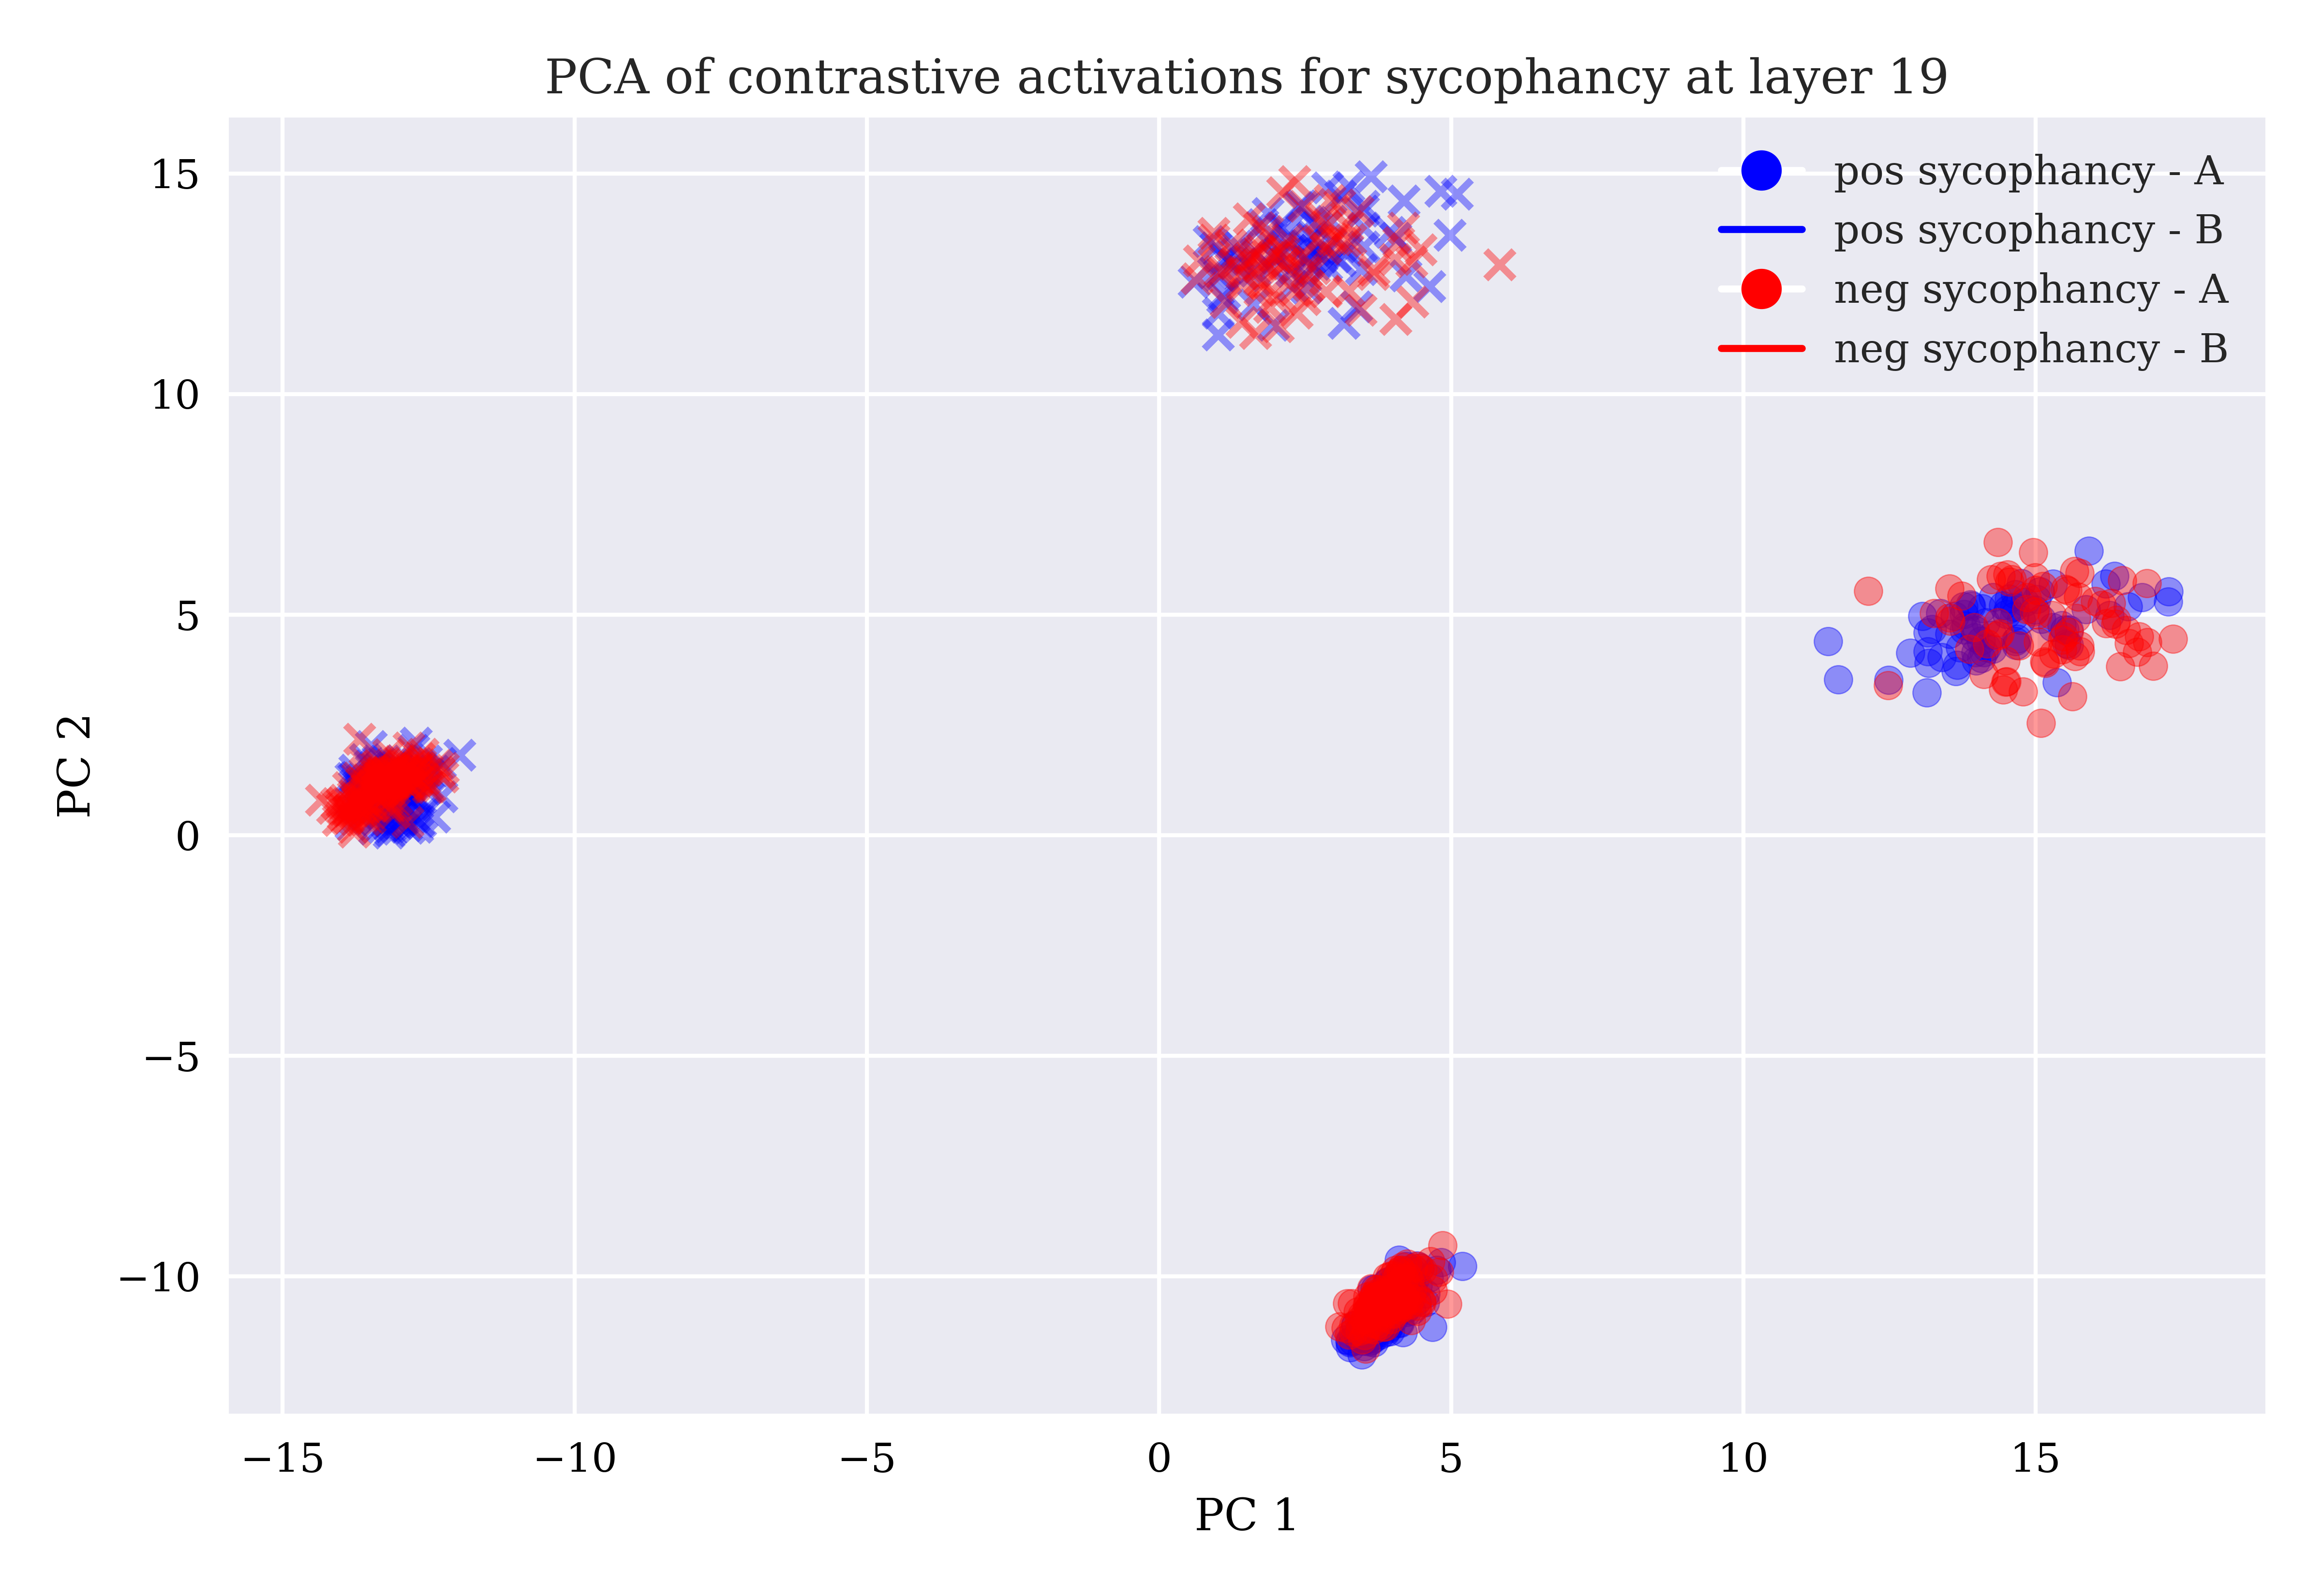 PCA of contrastive activations for sycophancy at layer 19
pos sycophancy - A
pos sycophancy - B
neg sycophancy - A
neg sycophancy - B
15
10
5
0
−5
−10
PC 2
−15
−10
−5
0
5
10
15
PC 1